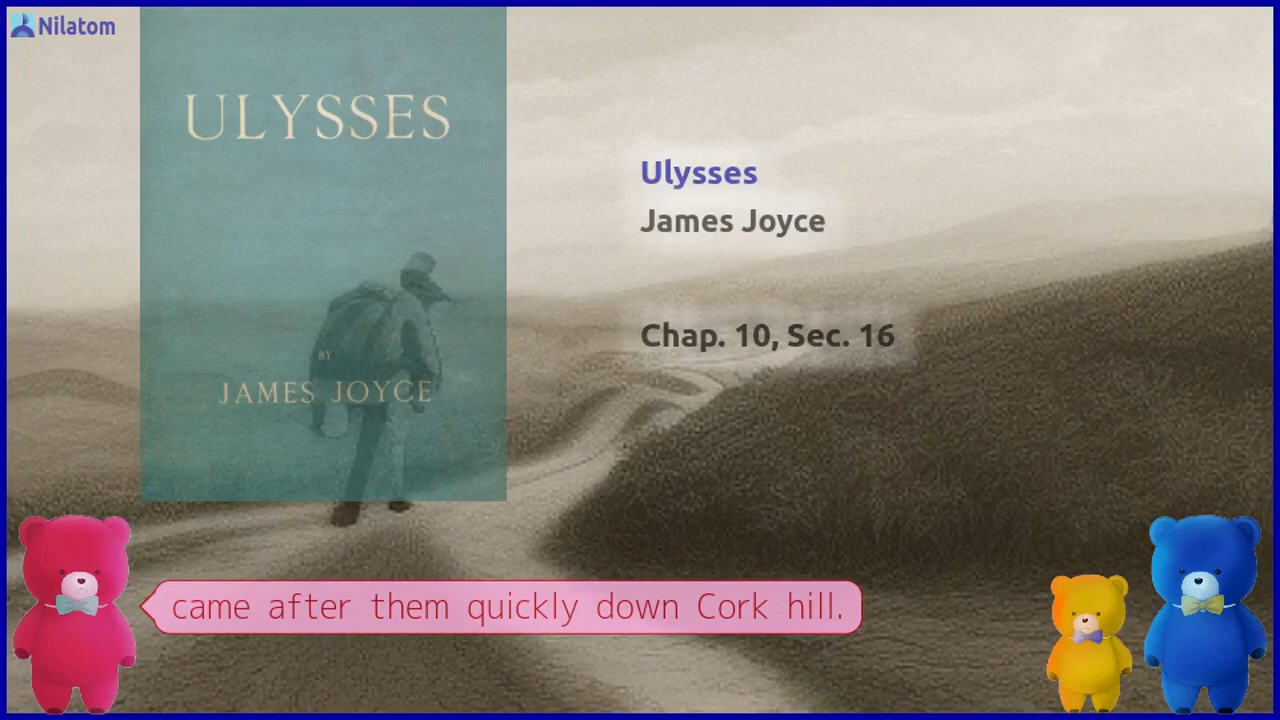 Nilatom
ULYSSES
BY
JAMES JOYCE
Ulysses
James Joyce
Chap. 10, Sec. 16
came after them quickly down Cork hill.